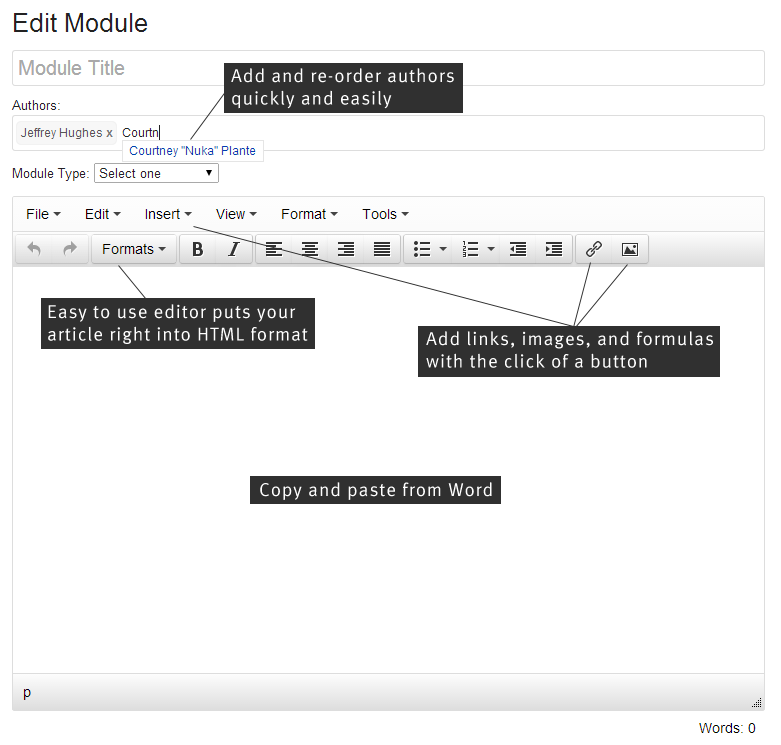 Edit Module
Module Title
Add and re-order authors
quickly and easily
Authors:
Jeffrey Hughes x Courtn
Courtney "Nuka" Plante
Module Type: Select one
File Edit Insert View Format Tools
Formats B I
Easy to use editor puts your
article right into HTML format
Add links, images, and formulas
with the click of a button
Copy and paste from Word
p
Words: 0